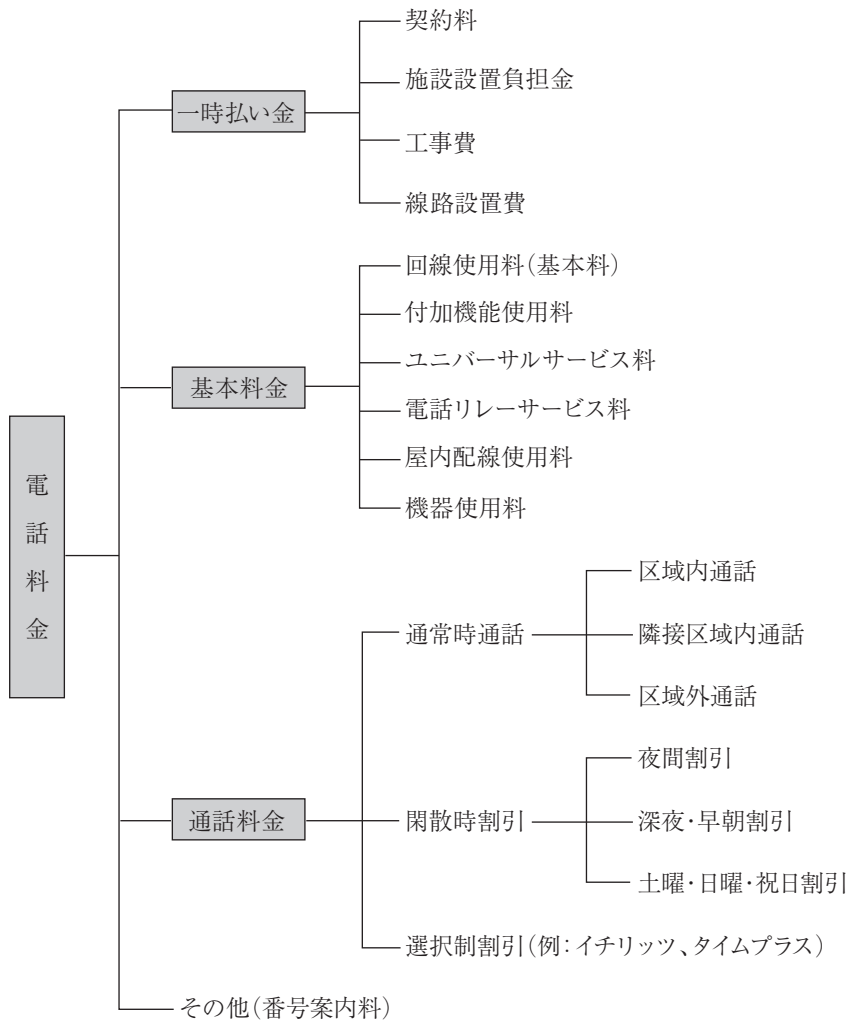 電話料金
一時払い金
契約料
施設設置負担金
工事費
線路設置費
基本料金
回線使用料(基本料)
付加機能使用料
ユニバーサルサービス料
電話リレーサービス料
屋内配線使用料
機器使用料
通話料金
通常時通話
区域内通話
隣接区域内通話
区域外通話
閑散時割引
夜間割引
深夜・早朝割引
土曜・日曜・祝日割引
選択制割引(例：イチリッツ、タイムプラス)
その他(番号案内料)